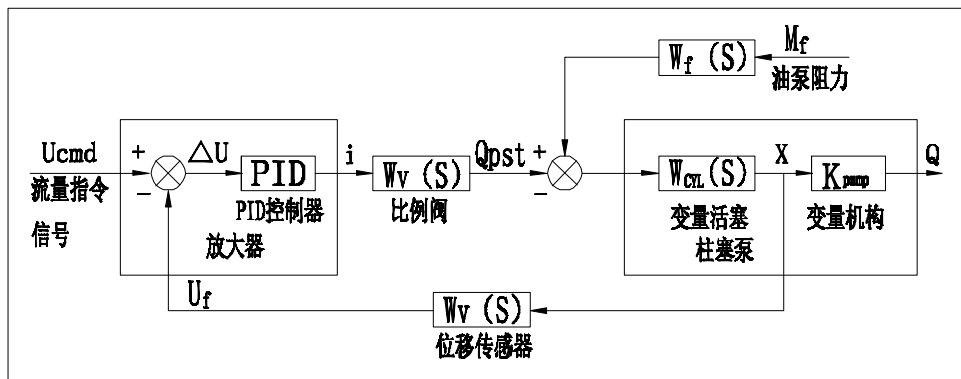 Mf
Wf (S)
油泵阻力
Ucmd
+
−
△U
PID
i
Wv (S)
Qpst
+
−
WCYL(S)
X
Kpump
Q
流量指令
信号
PID控制器
放大器
比例阀
变量活塞
柱塞泵
变量机构
Uf
Wv (S)
位移传感器